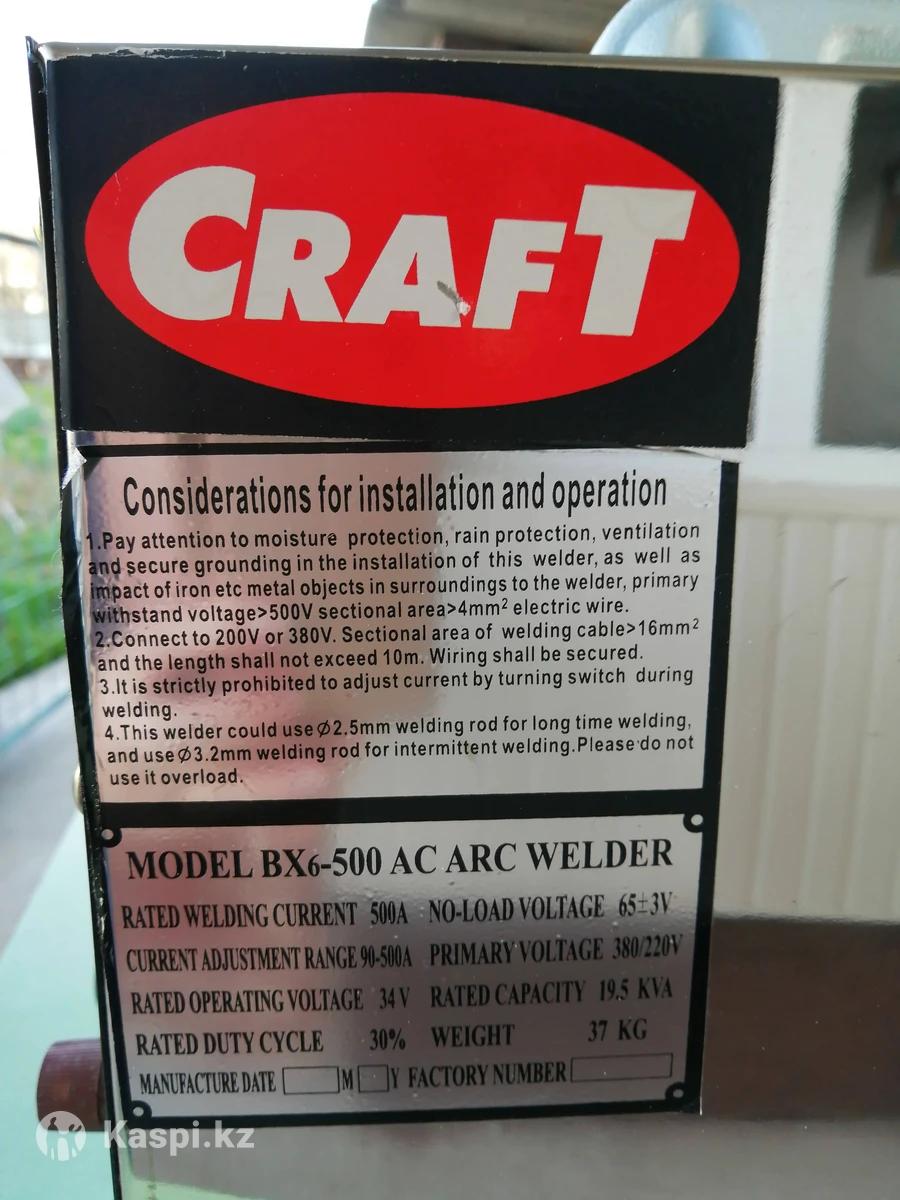 CRAFT
Considerations for installation and operation
1.Pay attention to moisture protection, rain protection, ventilation
and secure grounding in the installation of this welder, as well as
impact of iron etc metal objects in surroundings to the welder, primary
withstand voltage>500V sectional area>4mm² electric wire.
2.Connect to 200V or 380V. Sectional area of welding cable>16mm²
and the length shall not exceed 10m. Wiring shall be secured.
3.It is strictly prohibited to adjust current by turning switch during
welding.
4.This welder could use Ø2.5mm welding rod for long time welding,
and use Ø3.2mm welding rod for intermittent welding.Please do not
use it overload.
MODEL BX6-500 AC ARC WELDER
RATED WELDING CURRENT 500A NO-LOAD VOLTAGE 65±3V
CURRENT ADJUSTMENT RANGE 90-500A PRIMARY VOLTAGE 380/220V
RATED OPERATING VOLTAGE 34V RATED CAPACITY 19.5 KVA
RATED DUTY CYCLE 30% WEIGHT 37 KG
MANUFACTURE DATE M Y FACTORY NUMBER
Kaspi.kz